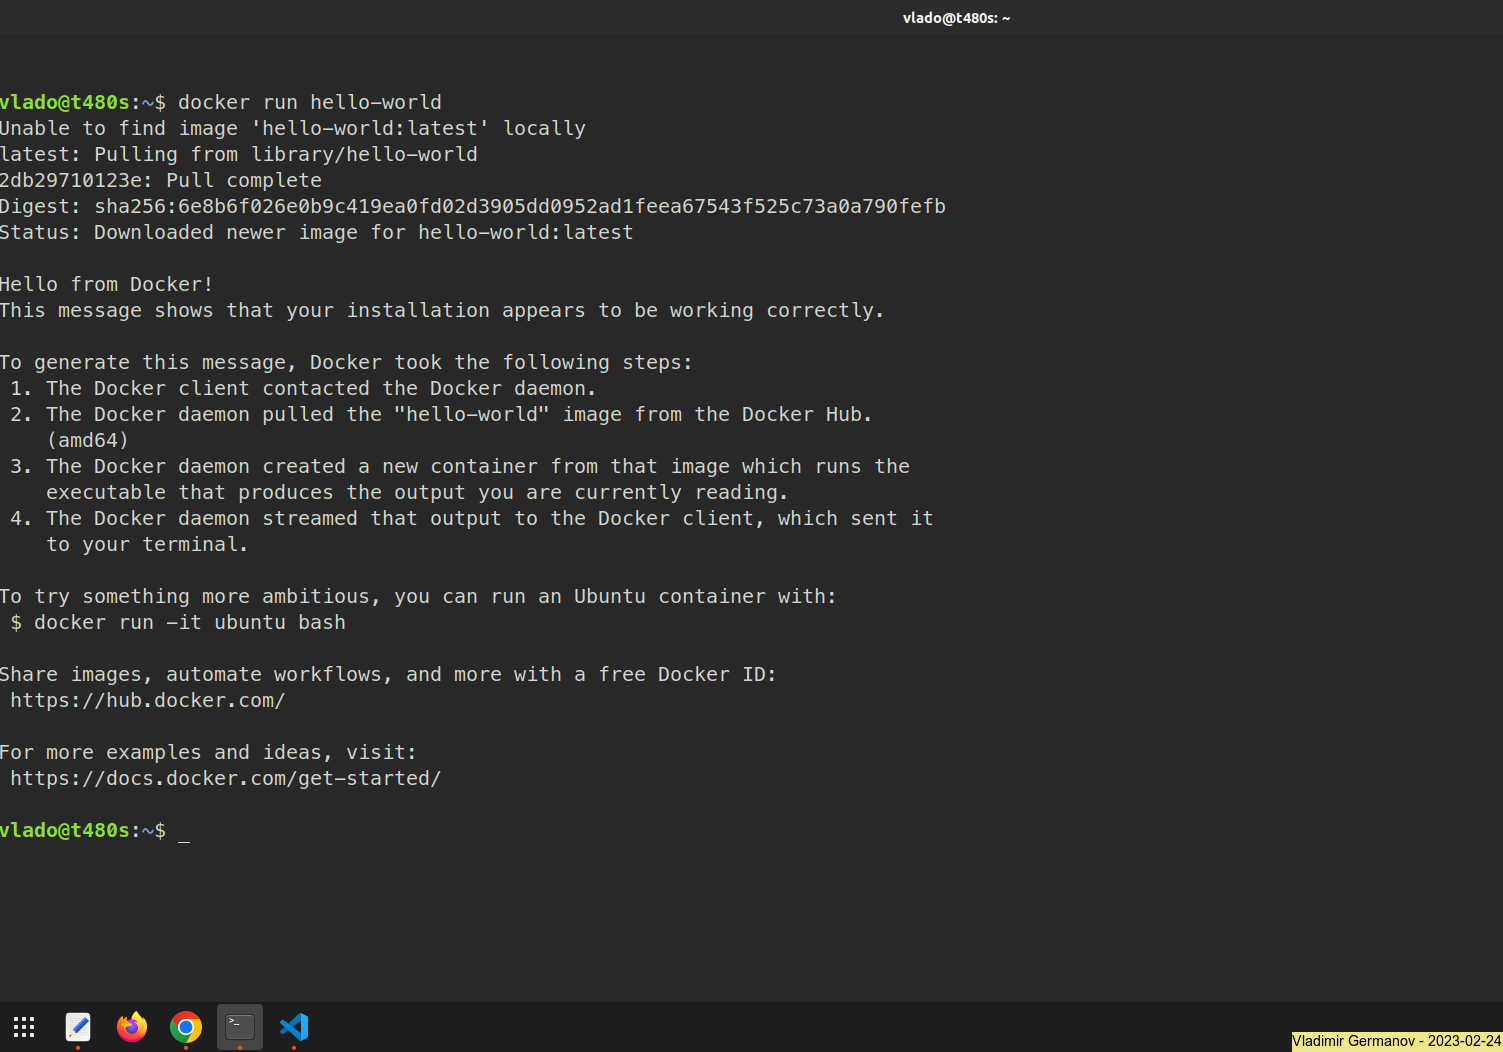 vlado@t480s: ~
vlado@t480s:~$ docker run hello-world
Unable to find image 'hello-world:latest' locally
latest: Pulling from library/hello-world
2db29710123e: Pull complete
Digest: sha256:6e8b6f026e0b9c419ea0fd02d3905dd0952ad1feea67543f525c73a0a790fefb
Status: Downloaded newer image for hello-world:latest
Hello from Docker!
This message shows that your installation appears to be working correctly.
To generate this message, Docker took the following steps:
1. The Docker client contacted the Docker daemon.
2. The Docker daemon pulled the "hello-world" image from the Docker Hub.
(amd64)
3. The Docker daemon created a new container from that image which runs the
executable that produces the output you are currently reading.
4. The Docker daemon streamed that output to the Docker client, which sent it
to your terminal.
To try something more ambitious, you can run an Ubuntu container with:
$ docker run -it ubuntu bash
Share images, automate workflows, and more with a free Docker ID:
https://hub.docker.com/
For more examples and ideas, visit:
https://docs.docker.com/get-started/
vlado@t480s:~$ _
Vladimir Germanov - 2023-02-24